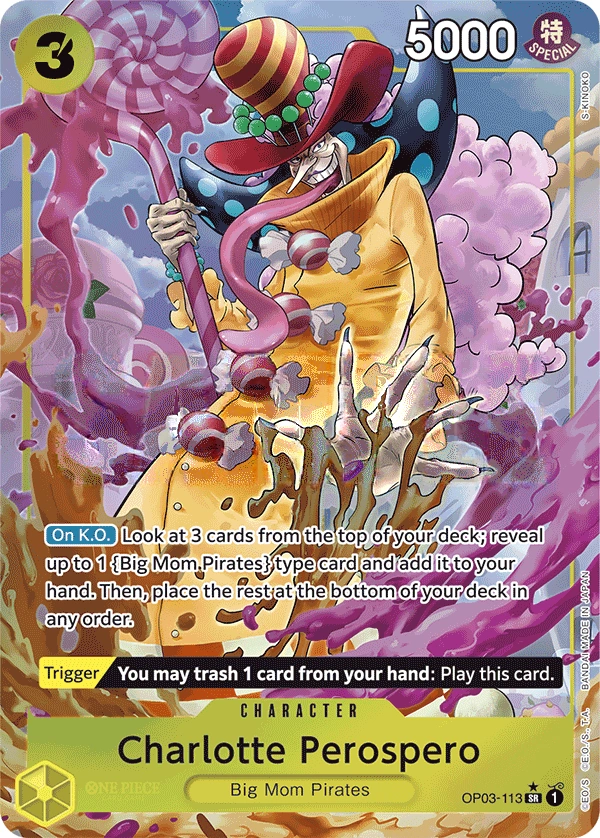 3
5000
特
SPECIAL
S:KINOKO
On K.O. Look at 3 cards from the top of your deck; reveal
up to 1 {Big Mom Pirates} type card and add it to your
hand. Then, place the rest at the bottom of your deck in
any order.
Trigger You may trash 1 card from your hand: Play this card.
CHARACTER
Charlotte Perospero
Big Mom Pirates
ONE PIECE
CARD GAME
OP03-113 ★ SR 1
©E.O/S. ©E.O./S., T.A. BANDAI MADE IN JAPAN